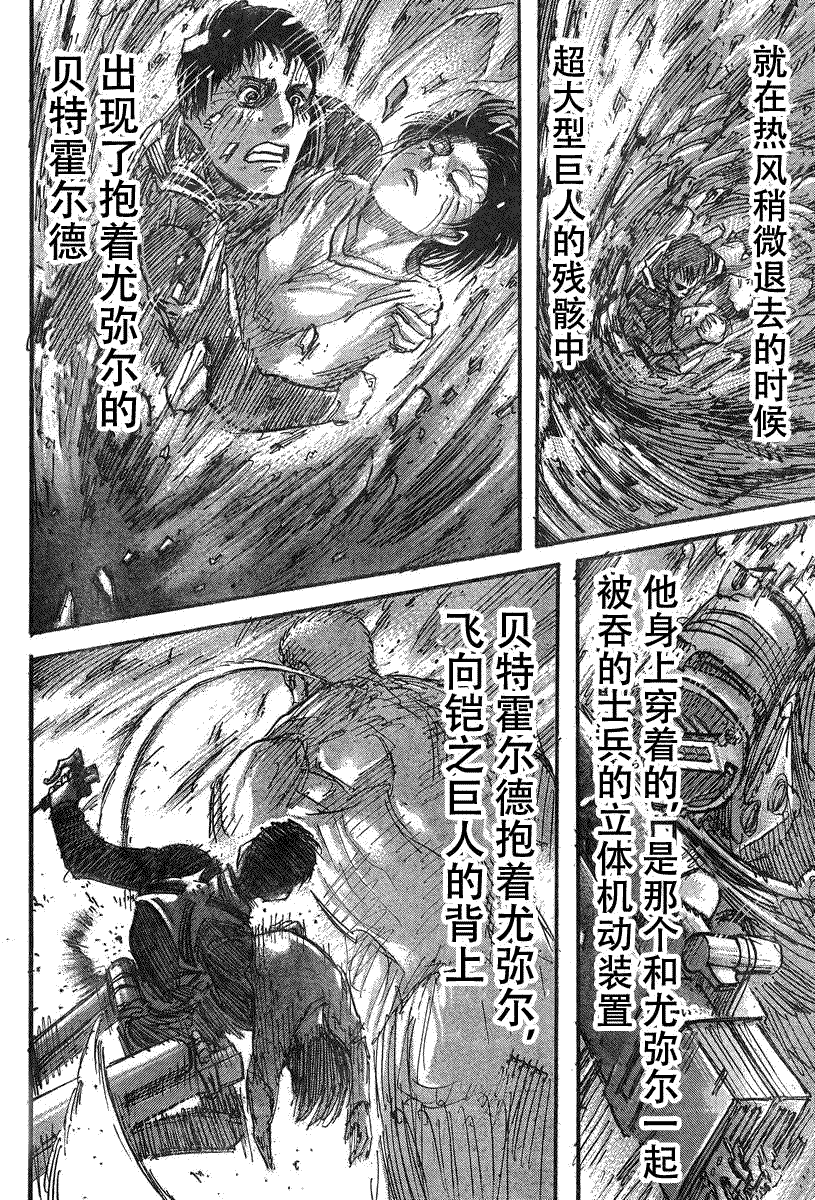 就在热风稍微退去的时候
超大型巨人的残骸中
出现了抱着尤弥尔的
贝特霍尔德
他身上穿着的,是那个和尤弥尔一起
被吞的士兵的立体机动装置
贝特霍尔德抱着尤弥尔,
飞向铠之巨人的背上